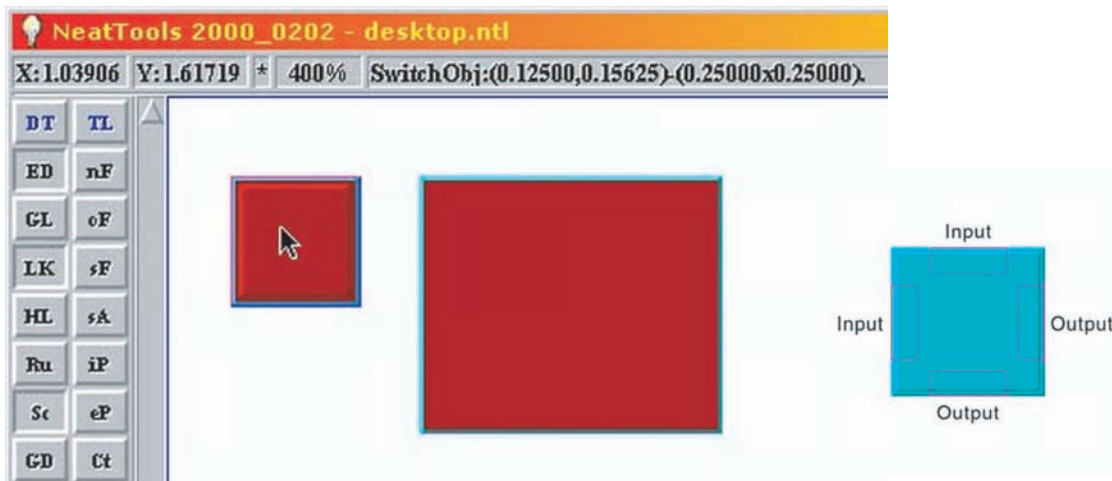 NeatTools 2000_0202 - desktop.ntl
X:1.03906 Y:1.61719 * 400% SwitchObj:(0.12500,0.15625)-(0.25000x0.25000).
DT TL
ED nF
GL oF
LK sF
HL sA
Ru iP
Sc eP
GD Ct
Input
Input
Output
Output